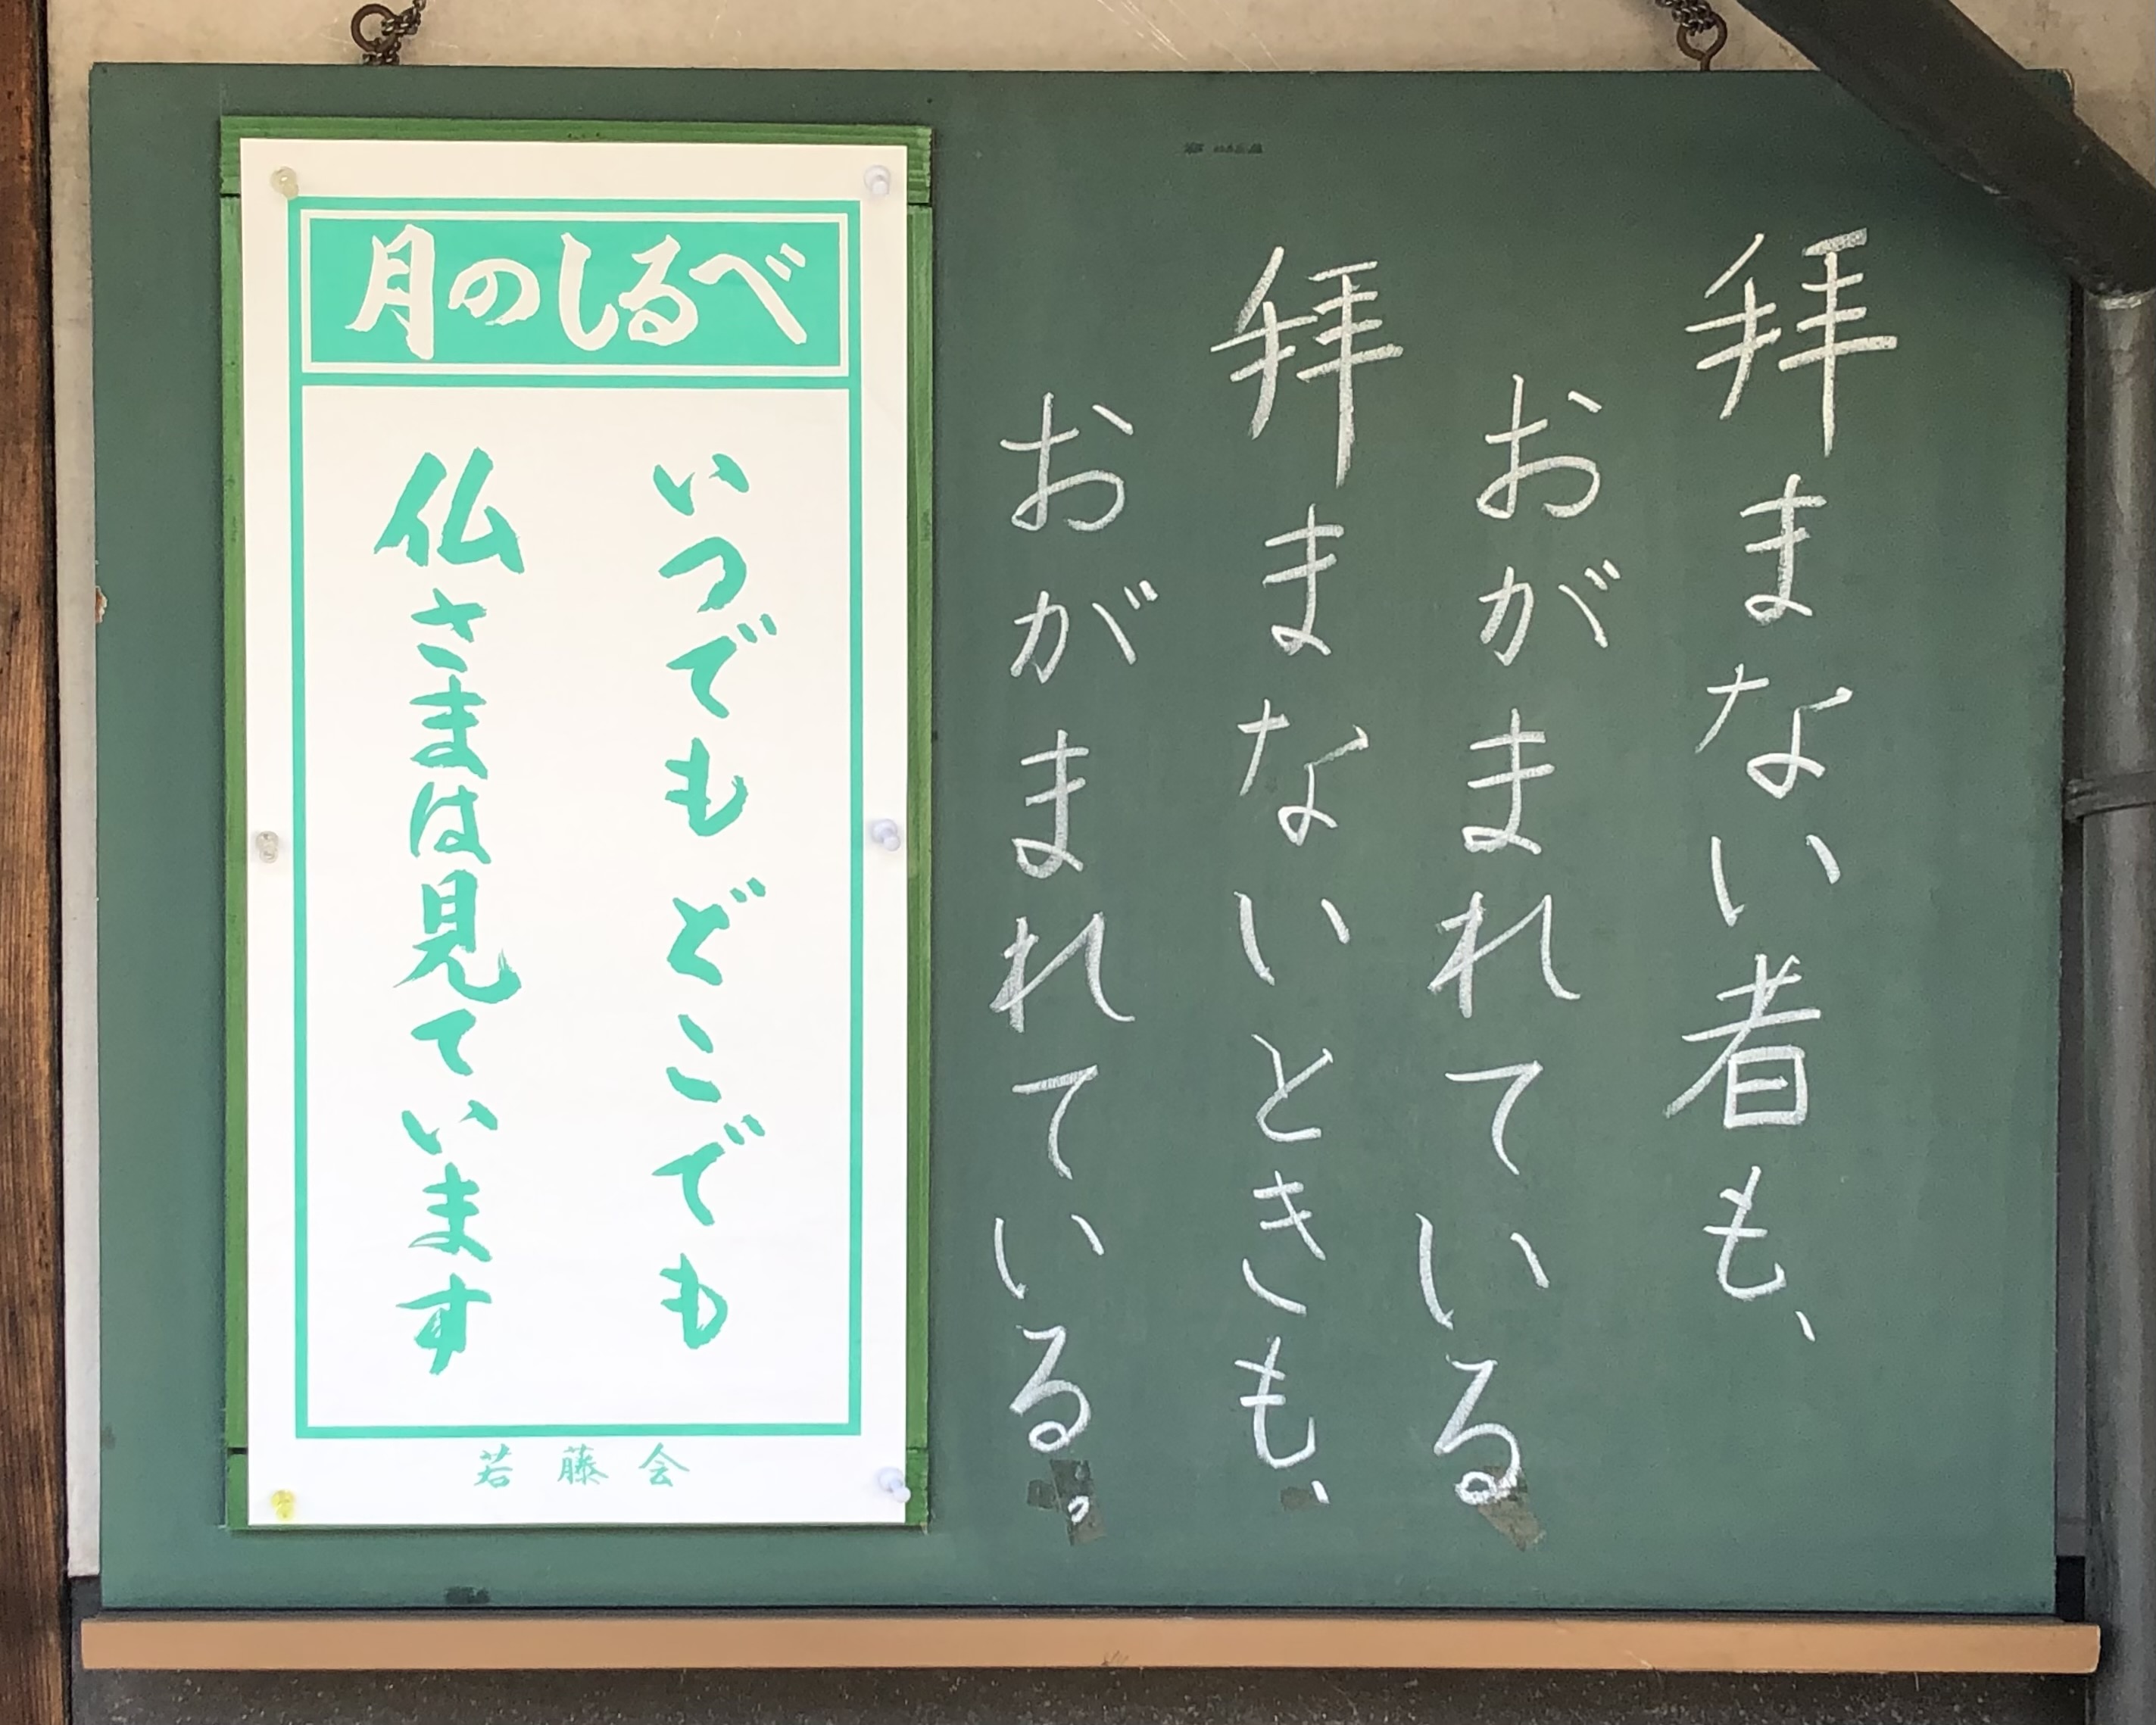 拝まない者も、
おがまれている
拝まないときも、
おがまれている。
月のしるべ
いつでも どこでも
仏さまは見ています
若藤会